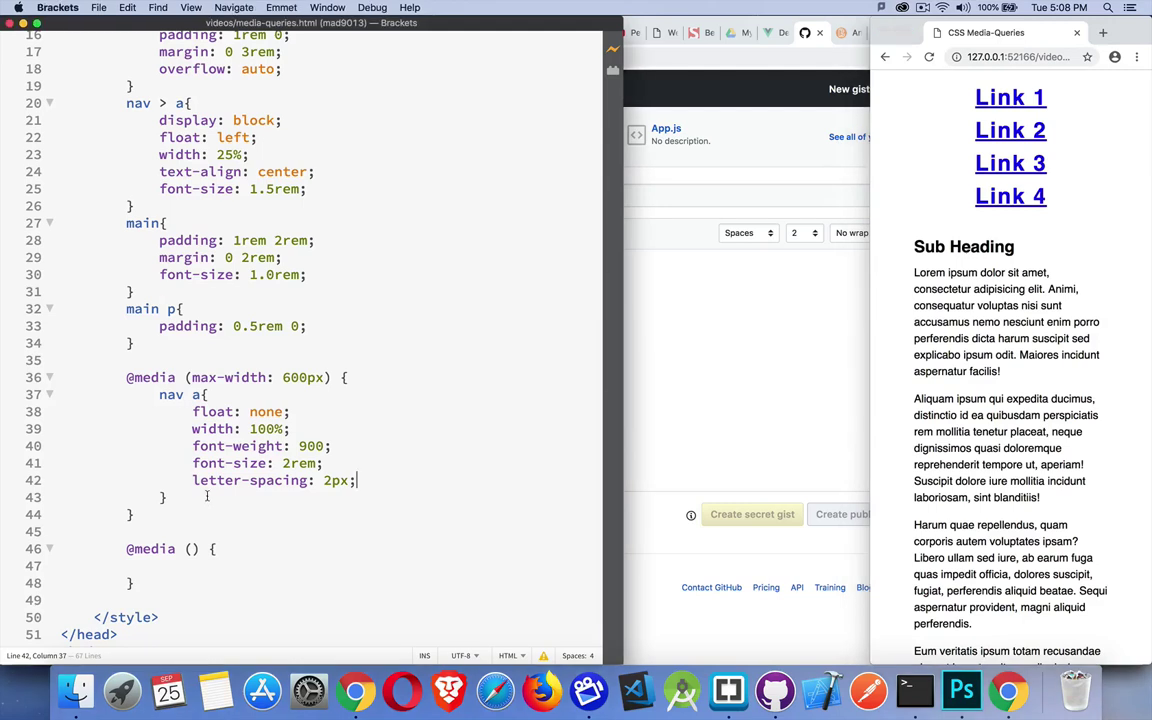 Brackets File Edit Find View Navigate Window Debug Help
100% Tue 5:08 PM
videos/media-queries.html (mad9013) — Brackets
16 padding: 1rem 0;
17 margin: 0 3rem;
18 overflow: auto;
19 }
20 nav > a{
21 display: block;
22 float: left;
23 width: 25%;
24 text-align: center;
25 font-size: 1.5rem;
26 }
27 main{
28 padding: 1rem 2rem;
29 margin: 0 2rem;
30 font-size: 1.0rem;
31 }
32 main p{
33 padding: 0.5rem 0;
34 }
35
36 @media (max-width: 600px) {
37 nav a{
38 float: none;
39 width: 100%;
40 font-weight: 900;
41 font-size: 2rem;
42 letter-spacing: 2px;
43 }
44 }
45
46 @media () {
47
48 }
49
50 </style>
51 </head>
Line 42, Column 37 — 67 Lines
INS UTF-8 HTML Spaces: 4
Pe We Be My De An
New gist
App.js
No description.
See all of y
Spaces 2 No wrap
Create secret gist Create publ
Contact GitHub Pricing API Training Blo
CSS Media-Queries
127.0.0.1:52166/video...
Link 1
Link 2
Link 3
Link 4
Sub Heading
Lorem ipsum dolor sit amet,
consectetur adipisicing elit. Animi,
consequatur voluptas nisi sunt
accusamus nemo nesciunt enim porro
perferendis dicta harum suscipit sed
explicabo ipsum odit. Maiores incidunt
aspernatur facilis!
Aliquam ipsum qui expedita ducimus,
distinctio id ea quibusdam perspiciatis
rem mollitia tenetur placeat, neque
dignissimos quasi doloremque
reprehenderit tempore ut, aperiam!
Suscipit dolore iure mollitia incidunt
laboriosam, sint blanditiis!
Harum quae repellendus, quam
corporis autem voluptates ipsam?
Libero ullam sed iure, ab earum fuga
quas impedit officia, dolores suscipit,
fugiat, perferendis aliquid beatae. Sequi
aspernatur provident, magni aliquid
perferendis.
Eum veritatis ipsum totam recusandae
SEP
25
Ps